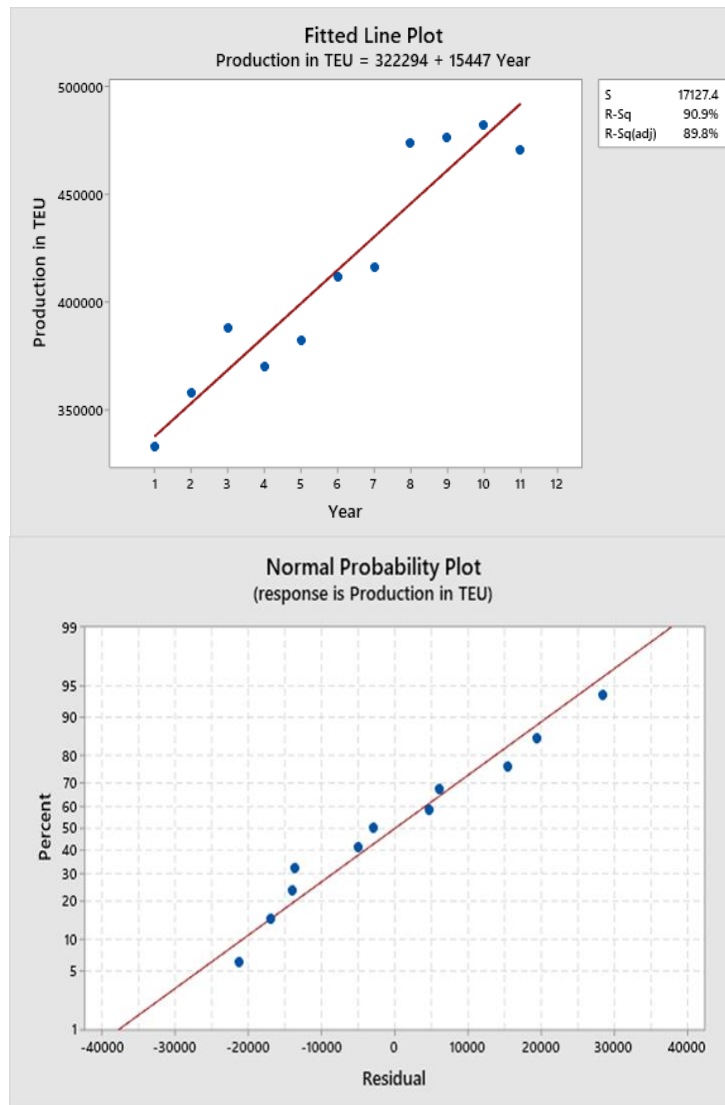 Fitted Line Plot
Production in TEU = 322294 + 15447 Year
500000
450000
400000
350000
Production in TEU
1 2 3 4 5 6 7 8 9 10 11 12
Year
S 17127.4
R-Sq 90.9%
R-Sq(adj) 89.8%
Normal Probability Plot
(response is Production in TEU)
99
95
90
80
70
60
50
40
30
20
10
5
1
Percent
-40000 -30000 -20000 -10000 0 10000 20000 30000 40000
Residual